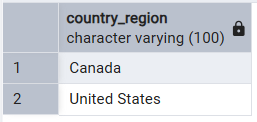 country_region
character varying (100)
1 Canada
2 United States